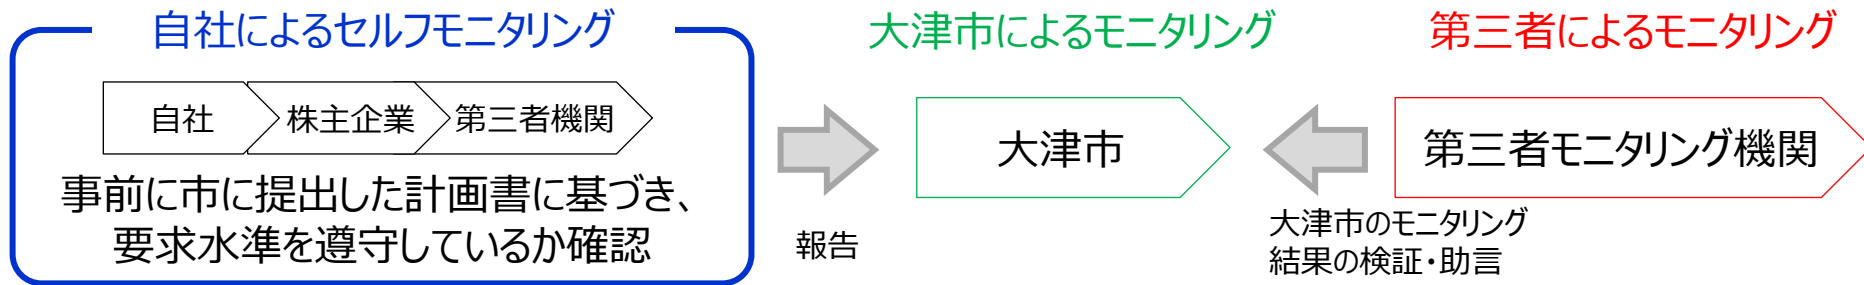 自社によるセルフモニタリング
自社
株主企業
第三者機関
事前に市に提出した計画書に基づき、
要求水準を遵守しているか確認
報告
大津市によるモニタリング
大津市
第三者によるモニタリング
第三者モニタリング機関
大津市のモニタリング
結果の検証・助言